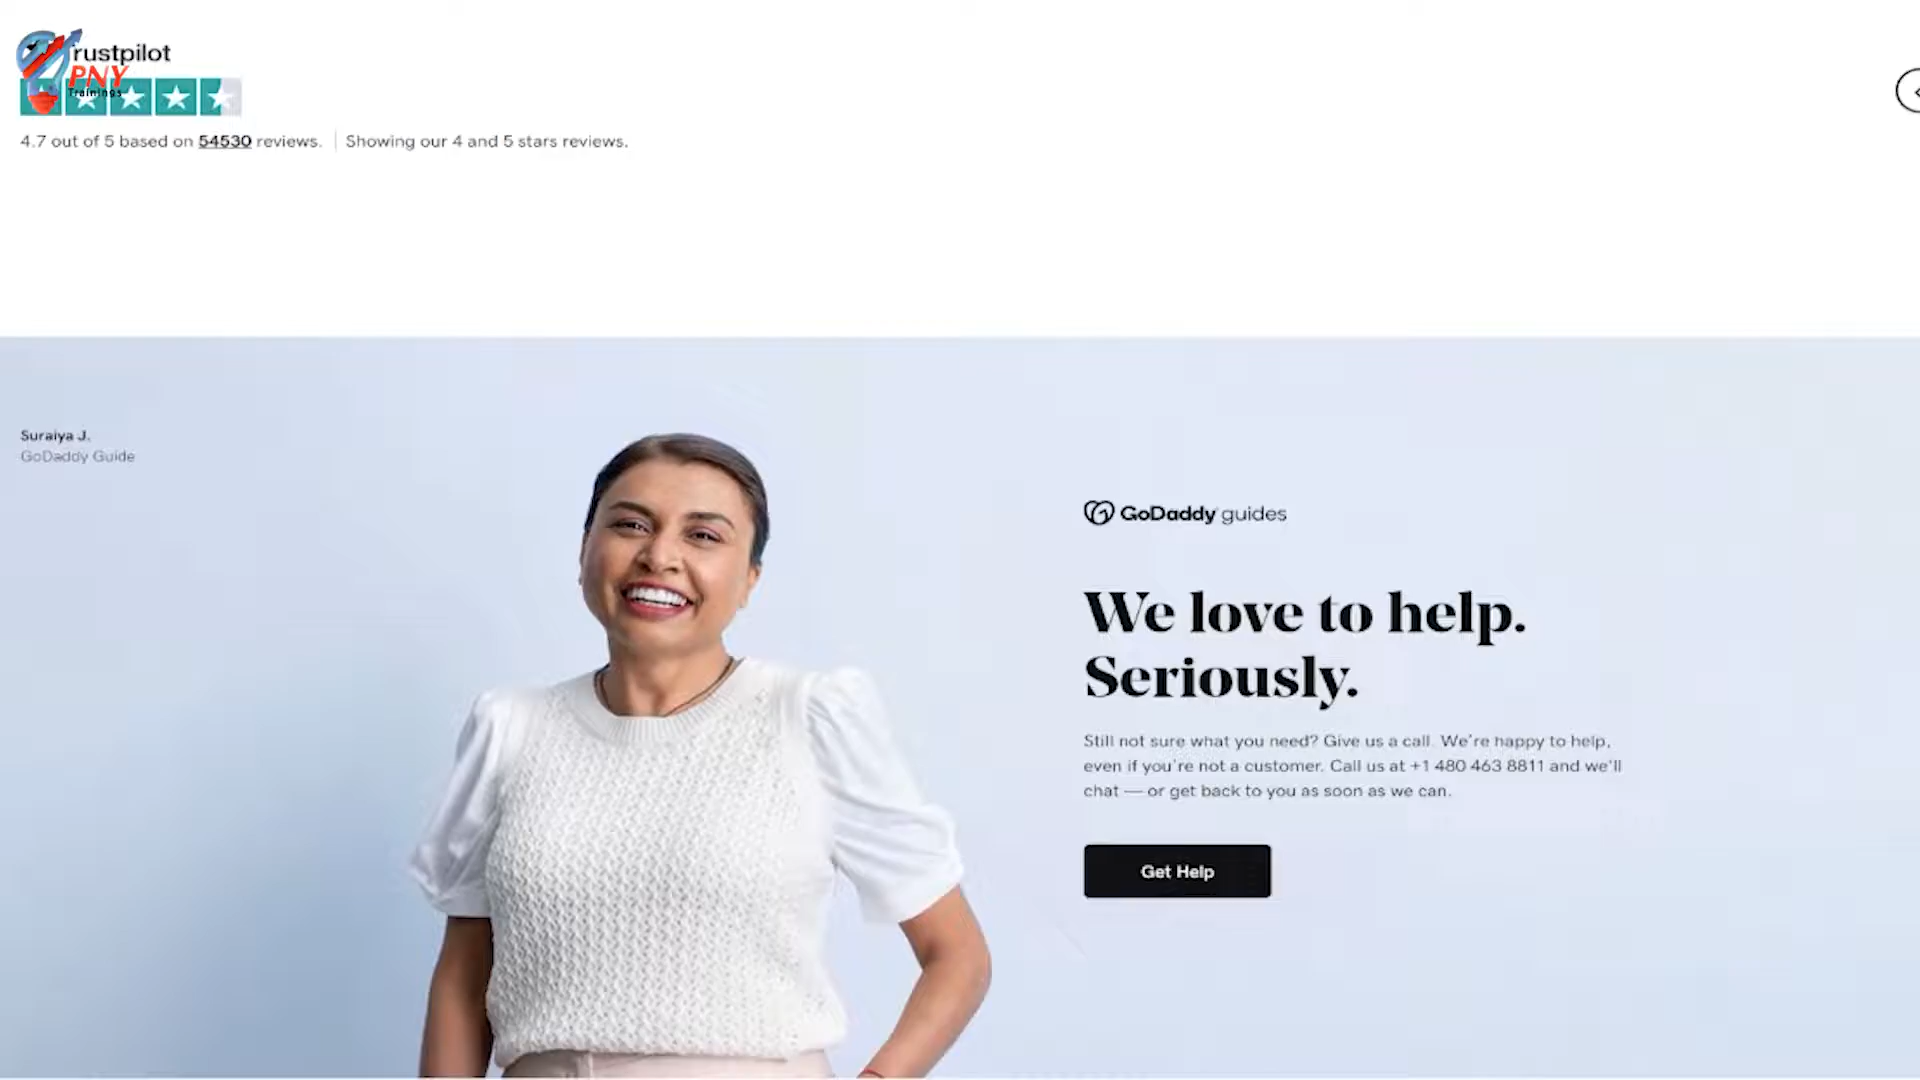 rustpilot
PNY
Trainings
4.7 out of 5 based on 54530 reviews.
Showing our 4 and 5 stars reviews.
Suraiya J.
GoDaddy Guide
GoDaddy guides
We love to help.
Seriously.
Still not sure what you need? Give us a call. We're happy to help,
even if you're not a customer. Call us at +1 480 463 8811 and we'll
chat — or get back to you as soon as we can.
Get Help